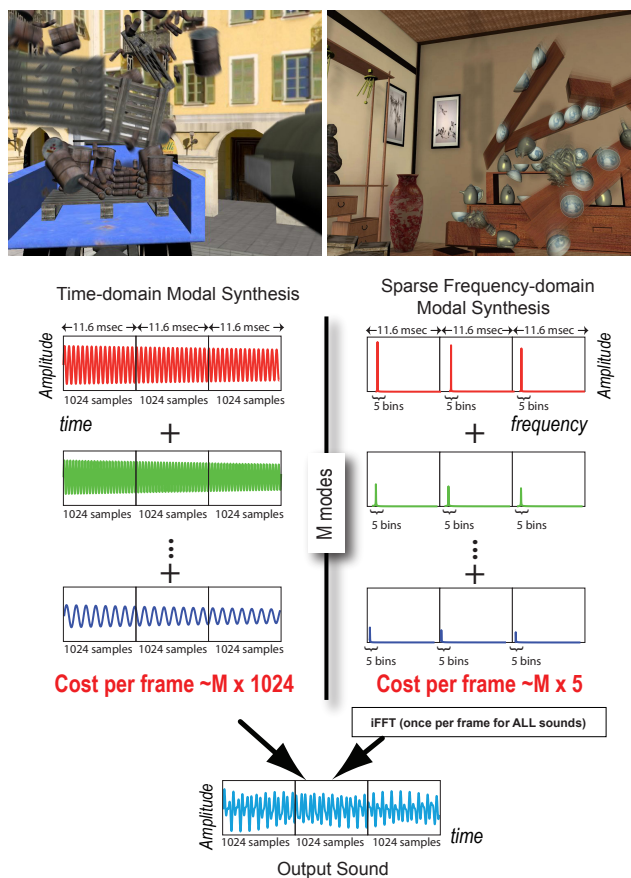 Time-domain Modal Synthesis
11.6 msec 11.6 msec 11.6 msec
Amplitude
1024 samples 1024 samples 1024 samples
time
+
1024 samples 1024 samples 1024 samples
...
+
1024 samples 1024 samples 1024 samples
Cost per frame ~M x 1024
M modes
Sparse Frequency-domain
Modal Synthesis
11.6 msec 11.6 msec 11.6 msec
Amplitude
5 bins 5 bins 5 bins
frequency
+
5 bins 5 bins 5 bins
...
+
5 bins 5 bins 5 bins
Cost per frame ~M x 5
iFFT (once per frame for ALL sounds)
Amplitude
1024 samples 1024 samples 1024 samples
time
Output Sound